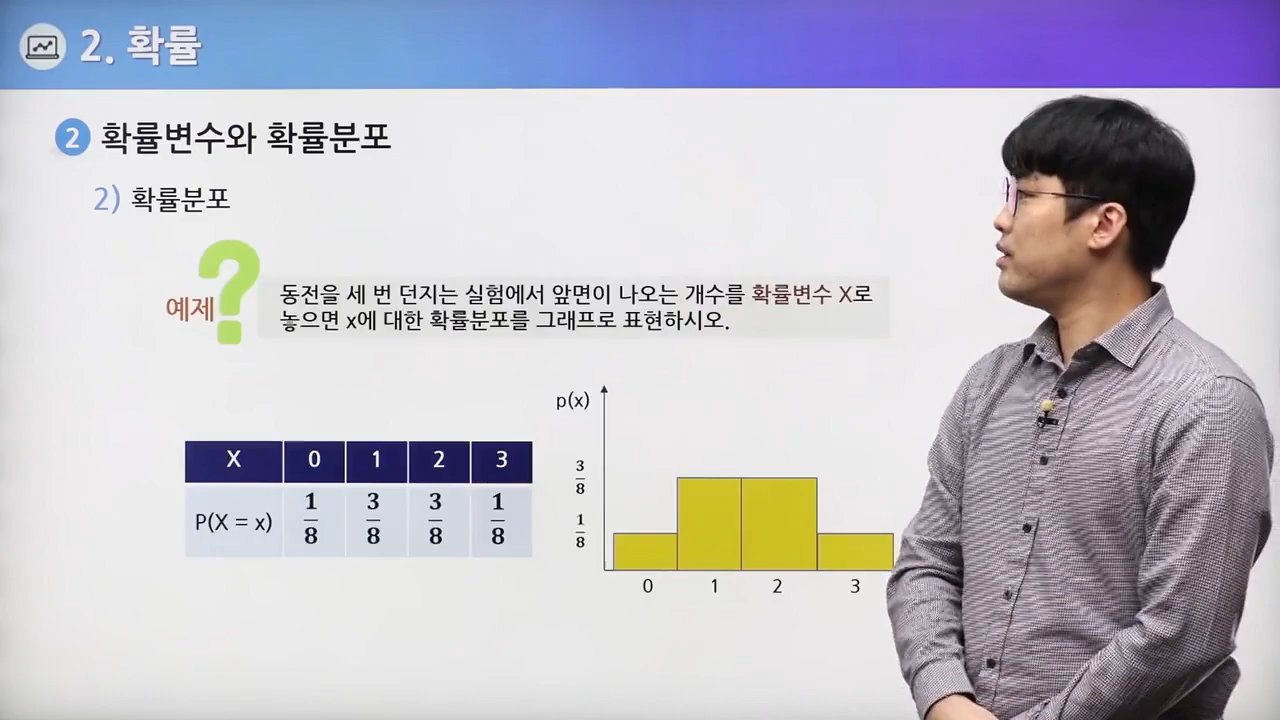 2. 확률
2 확률변수와 확률분포
2) 확률분포
예제
?
동전을 세 번 던지는 실험에서 앞면이 나오는 개수를 확률변수 X로
놓으면 x에 대한 확률분포를 그래프로 표현하시오.
X 0 1 2 3
P(X = x) 1/8 3/8 3/8 1/8
p(x)
3/8
1/8
0 1 2 3